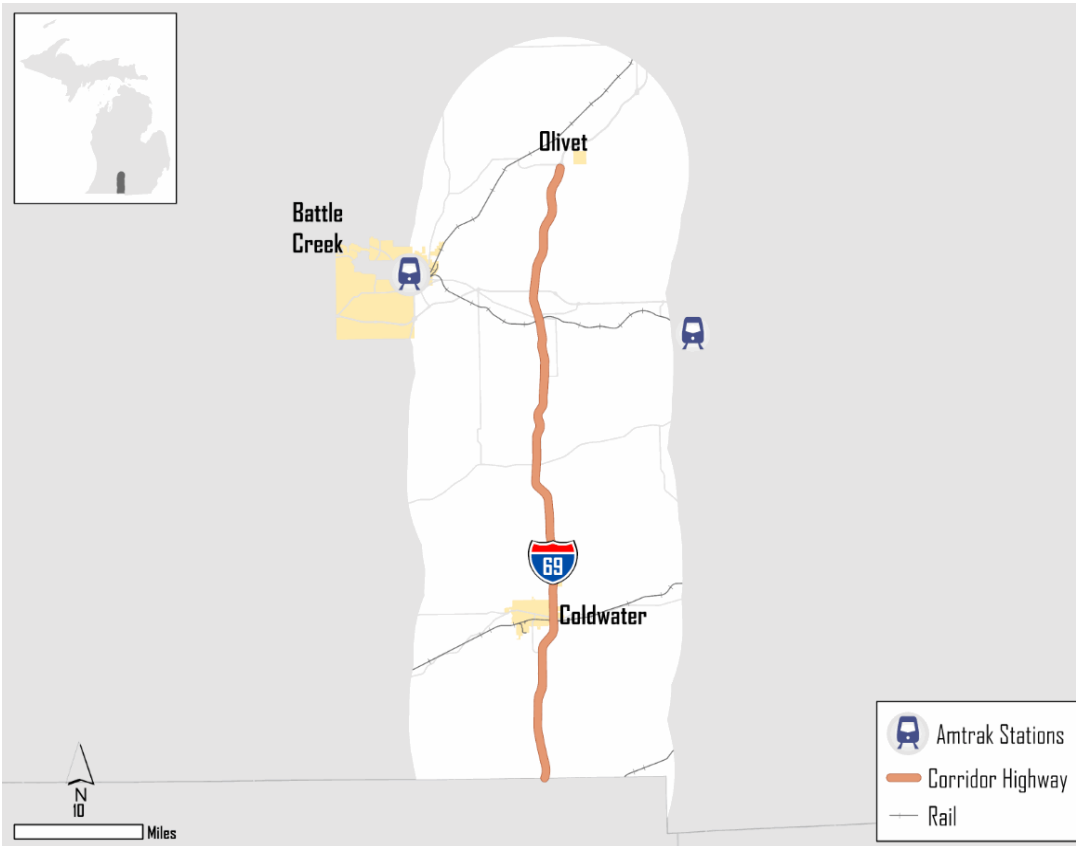 Olivet
Battle
Creek
69
Coldwater
N
10
Miles
Amtrak Stations
Corridor Highway
Rail